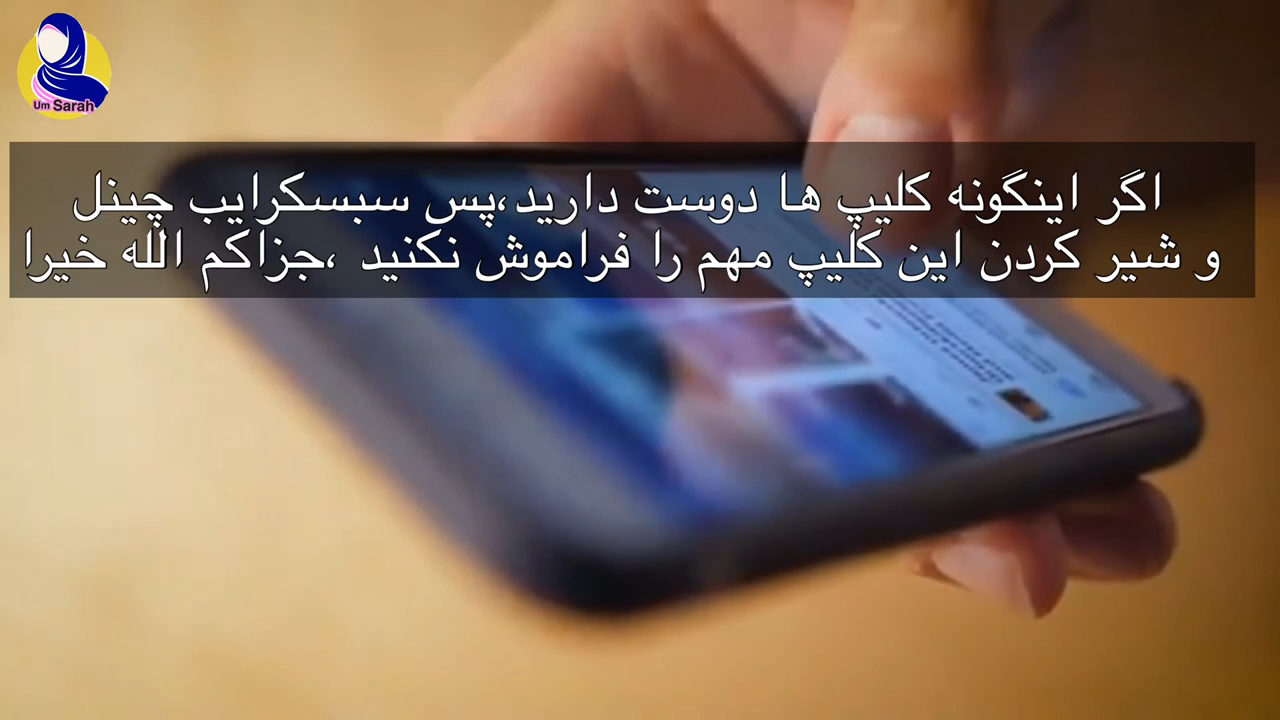 Um Sarah
اگر اینگونه کلیپ ها دوست دارید،پس سبسکرایب چینل
و شیر کردن این کلیپ مهم را فراموش نکنید ،جزاکم الله خیرا